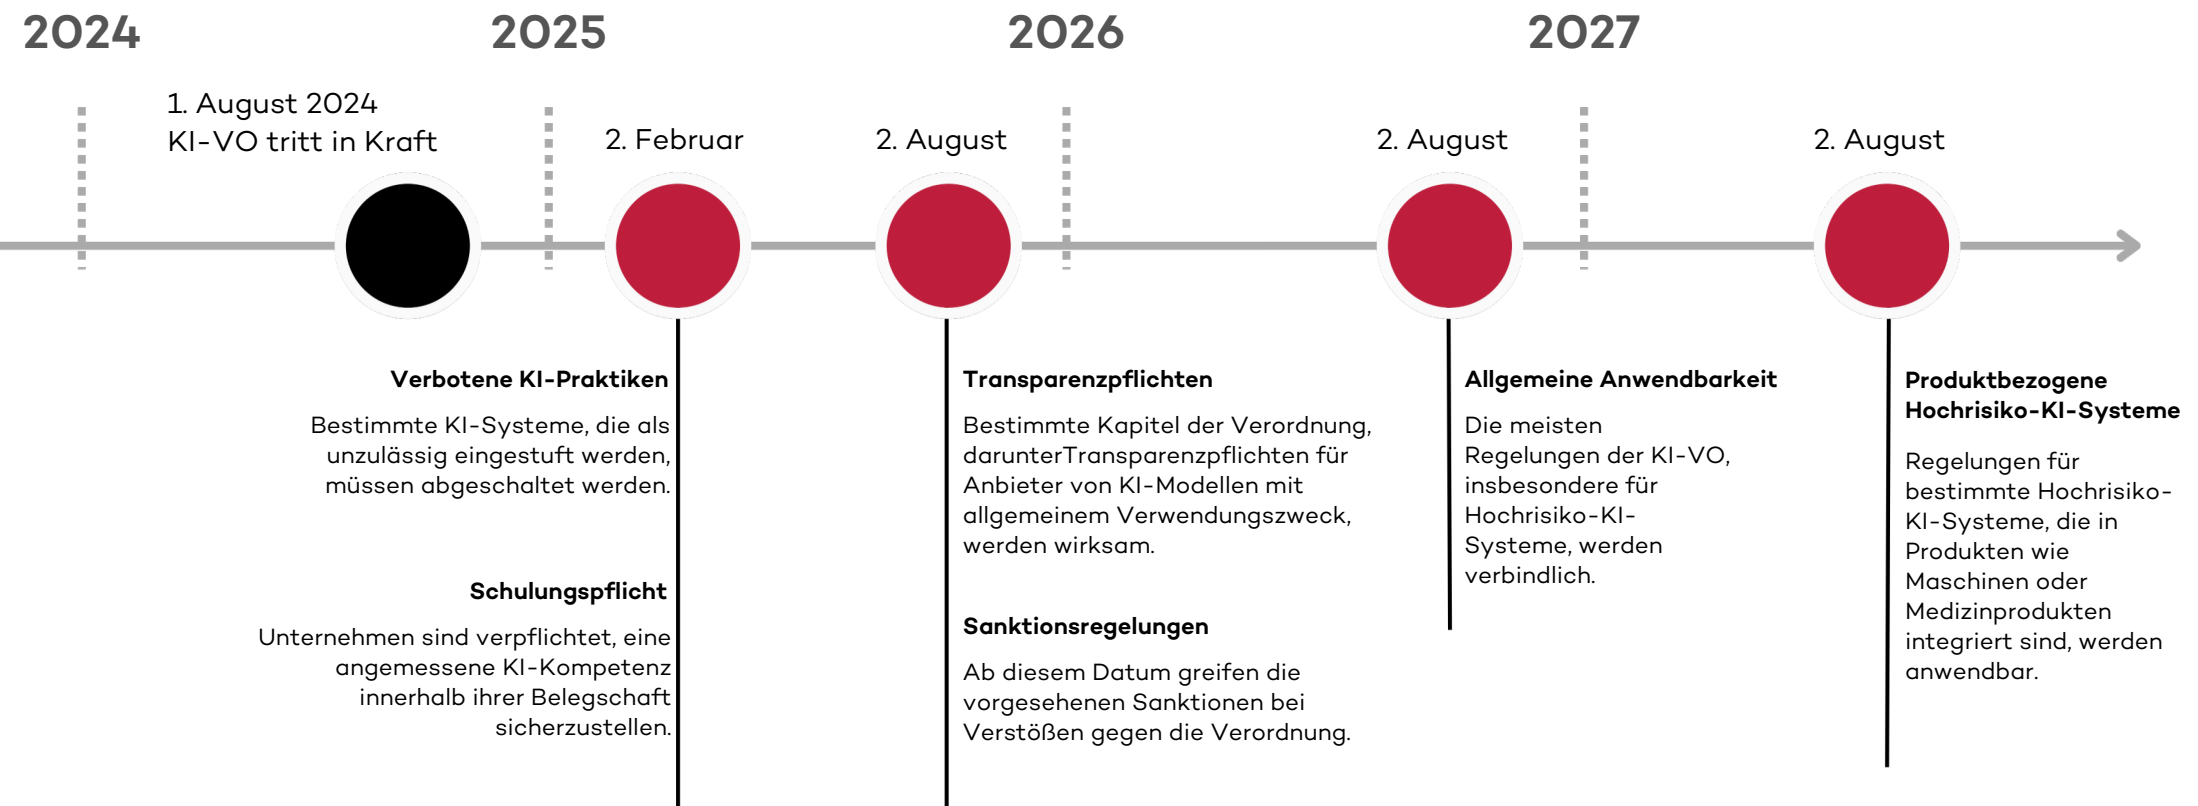 2024
2025
2026
2027
1. August 2024
KI-VO tritt in Kraft
2. Februar
2. August
2. August
2. August
Verbotene KI-Praktiken
Bestimmte KI-Systeme, die als
unzulässig eingestuft werden,
müssen abgeschaltet werden.
Schulungspflicht
Unternehmen sind verpflichtet, eine
angemessene KI-Kompetenz
innerhalb ihrer Belegschaft
sicherzustellen.
Transparenzpflichten
Bestimmte Kapitel der Verordnung,
darunterTransparenzpflichten für
Anbieter von KI-Modellen mit
allgemeinem Verwendungszweck,
werden wirksam.
Sanktionsregelungen
Ab diesem Datum greifen die
vorgesehenen Sanktionen bei
Verstößen gegen die Verordnung.
Allgemeine Anwendbarkeit
Die meisten
Regelungen der KI-VO,
insbesondere für
Hochrisiko-KI-
Systeme, werden
verbindlich.
Produktbezogene
Hochrisiko-KI-Systeme
Regelungen für
bestimmte Hochrisiko-
KI-Systeme, die in
Produkten wie
Maschinen oder
Medizinprodukten
integriert sind, werden
anwendbar.